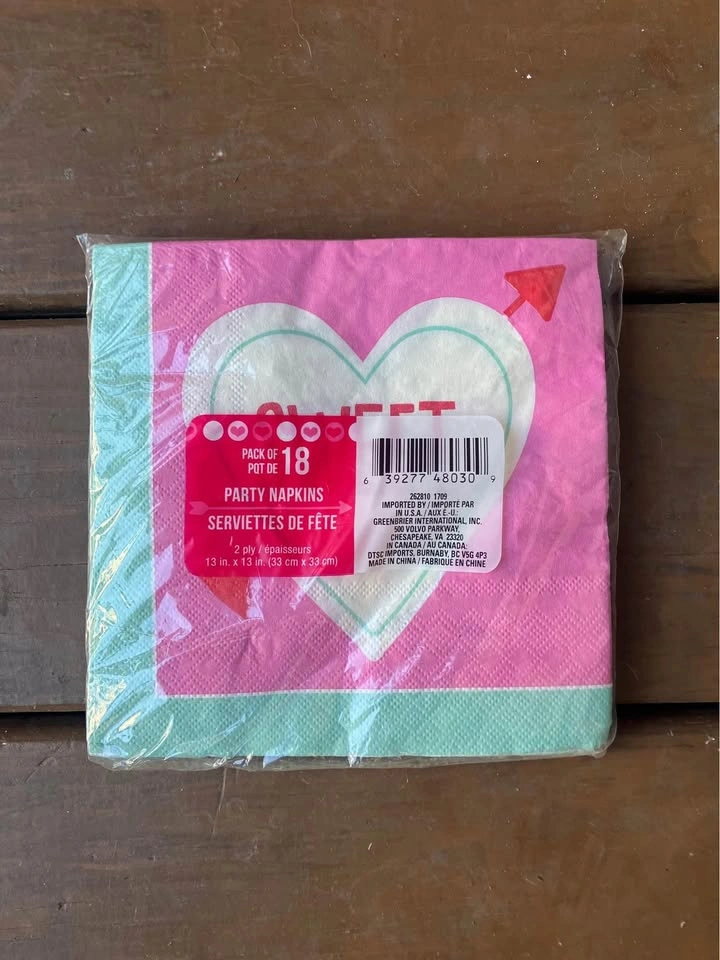 SWEET
PACK OF
PQT DE 18
PARTY NAPKINS
SERVIETTES DE FÊTE
2 ply / épaisseurs
13 in. x 13 in. (33 cm x 33 cm)
6 39277 48030 9
262810 1709
IMPORTED BY / IMPORTÉ PAR
IN U.S.A. / AUX É.-U.:
GREENBRIER INTERNATIONAL, INC.
500 VOLVO PARKWAY,
CHESAPEAKE, VA 23320
IN CANADA / AU CANADA:
DTSC IMPORTS, BURNABY, BC V5G 4P3
MADE IN CHINA / FABRIQUÉ EN CHINE